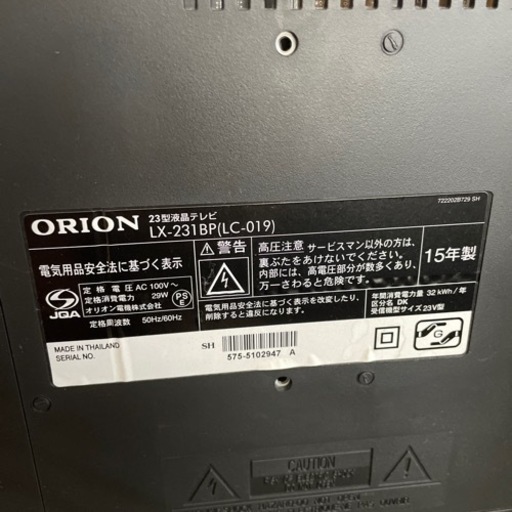 722202B729 SH
ORION
23型液晶テレビ
LX-231BP(LC-019)
電気用品安全法に基づく表示
定格電圧 AC 100V～
定格消費電力 29W
オリオン電機株式会社
定格周波数 50Hz/60Hz
JQA
PS
警告
高圧注意 サービスマン以外の方は、
裏ぶたをあけないでください。
内部には、高電圧部分が数多くあり、
万一さわると危険です。
電気用品安全法に基づく表示を改変したり、
削除すると違反になります。
15年製
年間消費電力量 32 kWh/年
区分名 DK
受信機型サイズ 23V型
MADE IN THAILAND
SERIAL NO.
SH
575-5102947 A
G
CAUTION